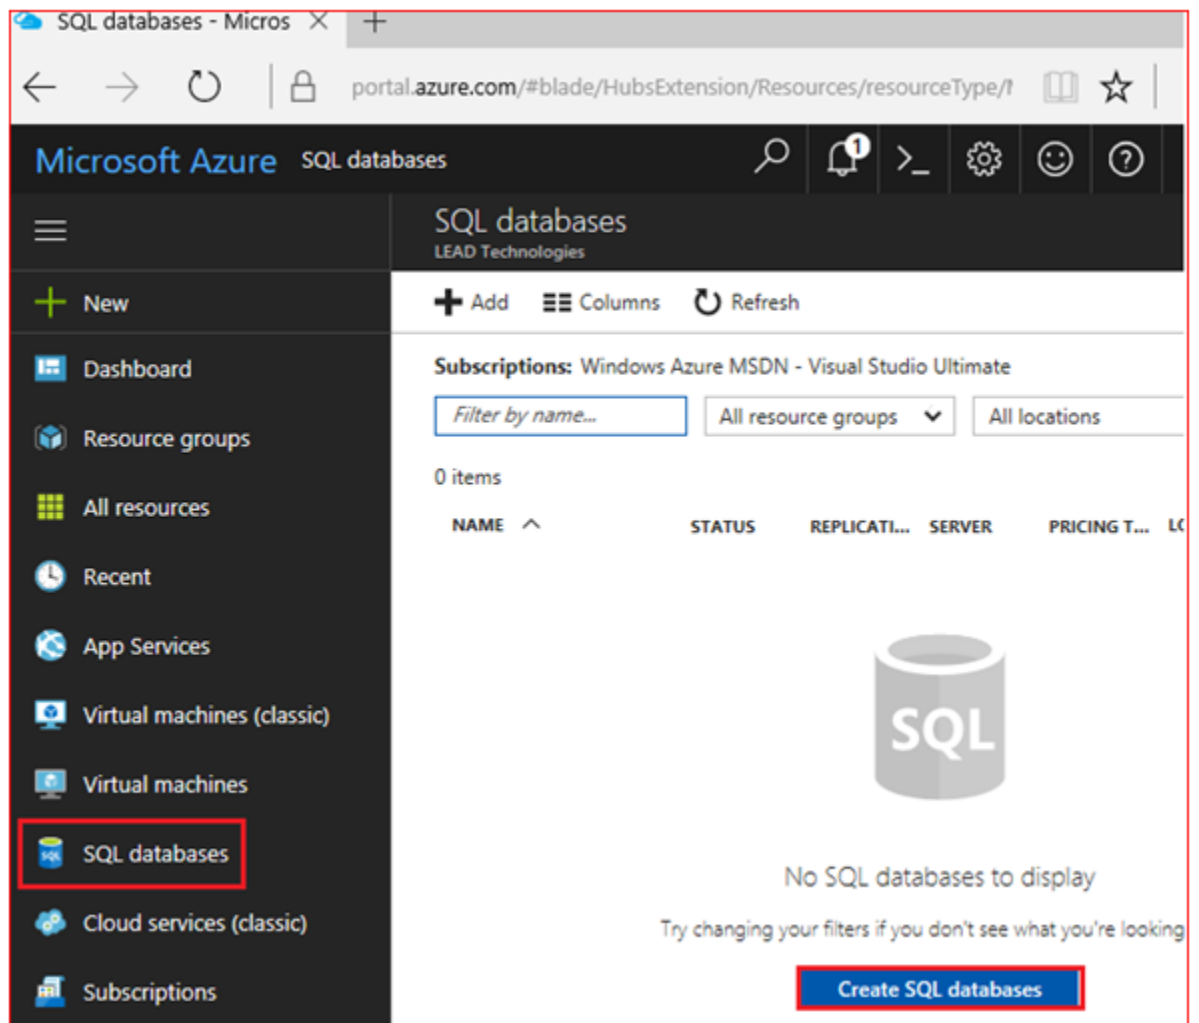 SQL databases - Micros
portal.azure.com/#blade/HubsExtension/Resources/resourceType/
Microsoft Azure SQL databases
1
SQL databases
LEAD Technologies
New
Add Columns Refresh
Dashboard
Subscriptions: Windows Azure MSDN - Visual Studio Ultimate
Filter by name... All resource groups All locations
Resource groups
0 items
All resources
NAME STATUS REPLICATI... SERVER PRICING T...
Recent
App Services
Virtual machines (classic)
SQL
Virtual machines
SQL
SQL databases
No SQL databases to display
Cloud services (classic)
Try changing your filters if you don't see what you're looking
Subscriptions
Create SQL databases